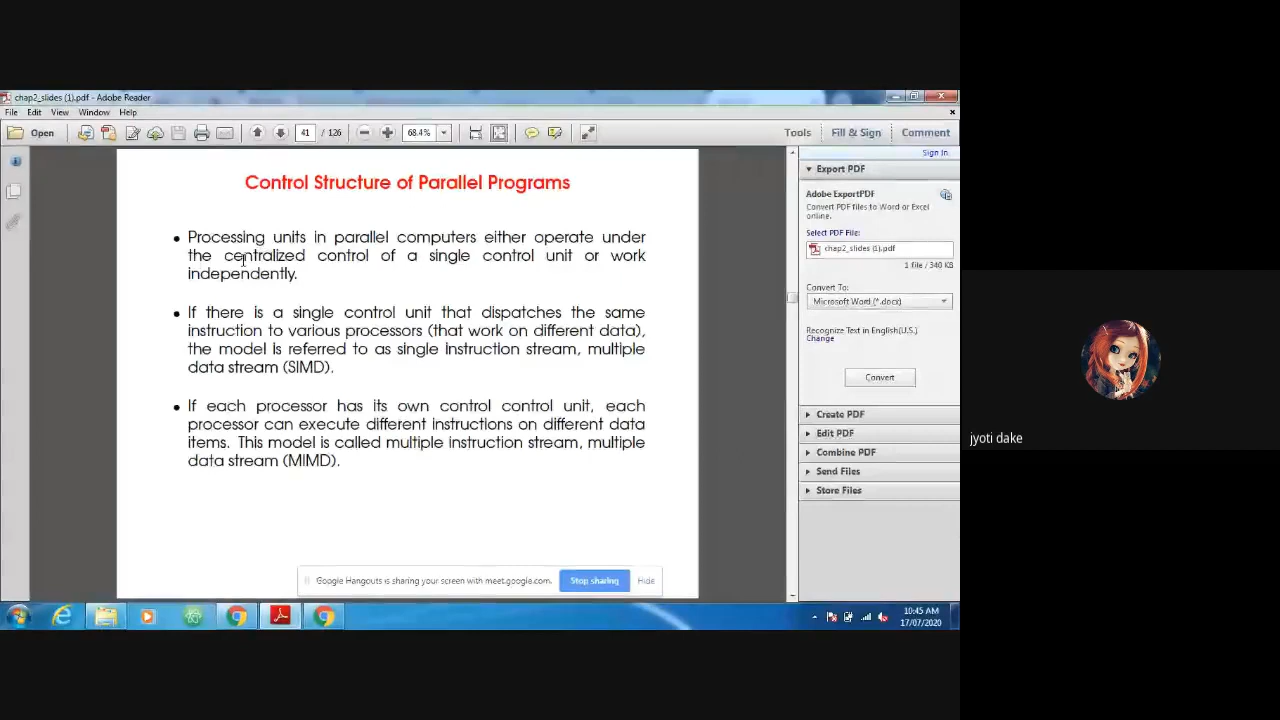 chap2_slides (1).pdf - Adobe Reader
File Edit View Window Help
Open 41 / 126 68.4% Tools Fill & Sign Comment
Sign In
Control Structure of Parallel Programs
• Processing units in parallel computers either operate under
the centralized control of a single control unit or work
independently.
• If there is a single control unit that dispatches the same
instruction to various processors (that work on different data),
the model is referred to as single instruction stream, multiple
data stream (SIMD).
• If each processor has its own control control unit, each
processor can execute different instructions on different data
items. This model is called multiple instruction stream, multiple
data stream (MIMD).
Export PDF
Adobe ExportPDF
Convert PDF files to Word or Excel
online.
Select PDF File:
chap2_slides (1).pdf
1 file / 340 KB
Convert To:
Microsoft Word (*.docx)
Recognize Text in English(U.S.)
Change
Convert
Create PDF
Edit PDF
Combine PDF
Send Files
Store Files
Google Hangouts is sharing your screen with meet.google.com.
Stop sharing
Hide
10:45 AM
17/07/2020
jyoti dake